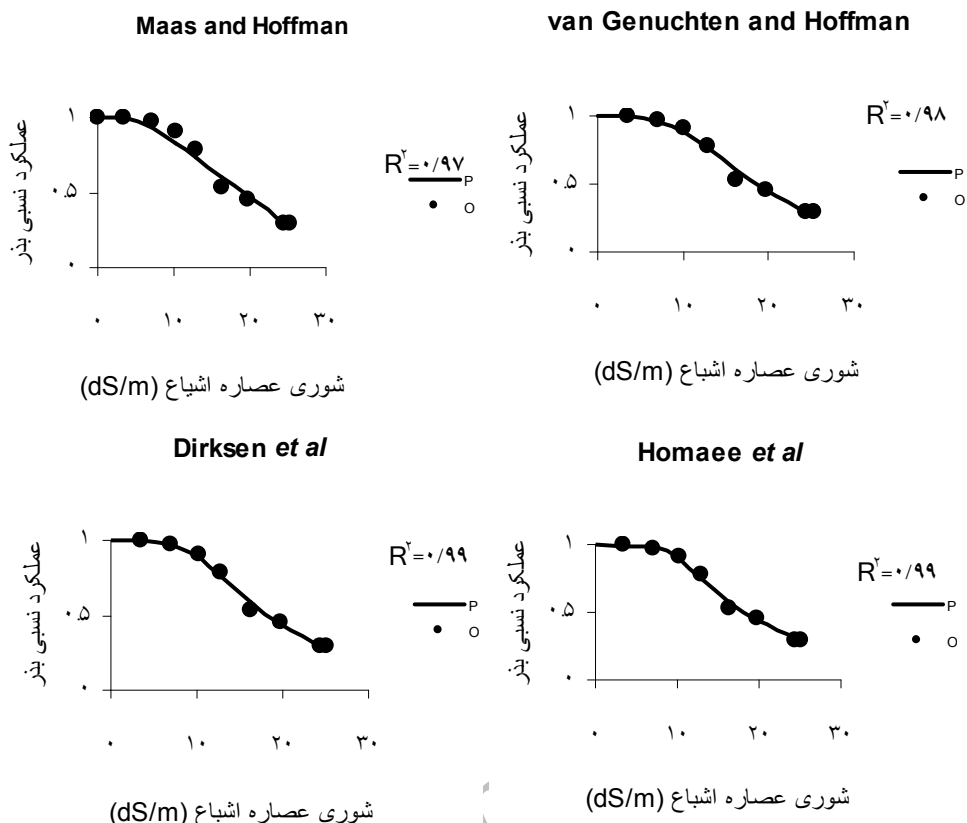 Maas and Hoffman
عملکرد نسبی بذر
۱
۰.۵
۰
R۲=۰/۹۷
P
O
۰ ۱۰ ۲۰ ۳۰
شوری عصاره اشباع (dS/m)
van Genuchten and Hoffman
عملکرد نسبی بذر
۱
۰.۵
۰
R۲=۰/۹۸
P
O
۰ ۱۰ ۲۰ ۳۰
شوری عصاره اشباع (dS/m)
Dirksen et al
عملکرد نسبی بذر
۱
۰.۵
۰
R۲=۰/۹۹
P
O
۰ ۱۰ ۲۰ ۳۰
شوری عصاره اشباع (dS/m)
Homaee et al
عملکرد نسبی بذر
۱
۰.۵
۰
R۲=۰/۹۹
P
O
۰ ۱۰ ۲۰ ۳۰
شوری عصاره اشباع (dS/m)